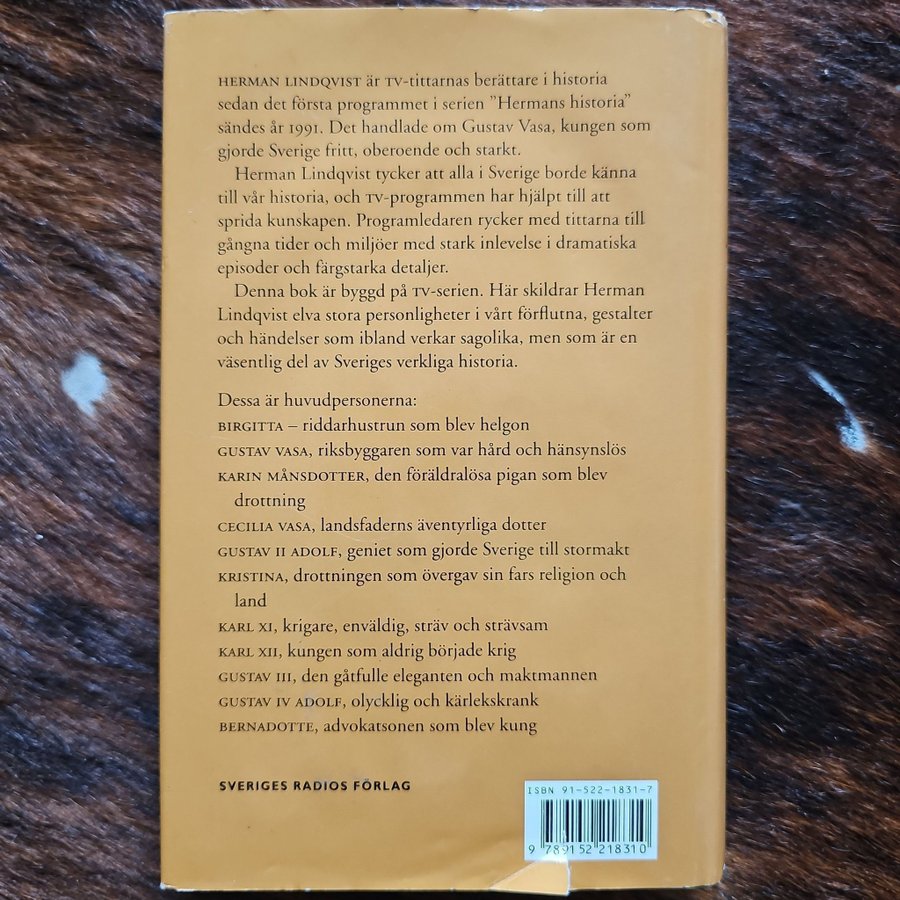 HERMAN LINDQVIST är TV-tittarnas berättare i historia
sedan det första programmet i serien ”Hermans historia”
sändes år 1991. Det handlade om Gustav Vasa, kungen som
gjorde Sverige fritt, oberoende och starkt.
Herman Lindqvist tycker att alla i Sverige borde känna
till vår historia, och TV-programmen har hjälpt till att
sprida kunskapen. Programledaren rycker med tittarna till
gångna tider och miljöer med stark inlevelse i dramatiska
episoder och färgstarka detaljer.
Denna bok är byggd på TV-serien. Här skildrar Herman
Lindqvist elva stora personligheter i vårt förflutna, gestalter
och händelser som ibland verkar sagolika, men som är en
väsentlig del av Sveriges verkliga historia.
Dessa är huvudpersonerna:
BIRGITTA – riddarhustrun som blev helgon
GUSTAV VASA, riksbyggaren som var hård och hänsynslös
KARIN MÅNSDOTTER, den föräldralösa pigan som blev
drottning
CECILIA VASA, landsfaderns äventyrliga dotter
GUSTAV II ADOLF, geniet som gjorde Sverige till stormakt
KRISTINA, drottningen som övergav sin fars religion och
land
KARL XI, krigare, enväldig, sträv och strävsam
KARL XII, kungen som aldrig började krig
GUSTAV III, den gåtfulle eleganten och maktmannen
GUSTAV IV ADOLF, olycklig och kärlekskrank
BERNADOTTE, advokatsonen som blev kung
SVERIGES RADIOS FÖRLAG
ISBN 91-522-1831-7
9 789152 218310